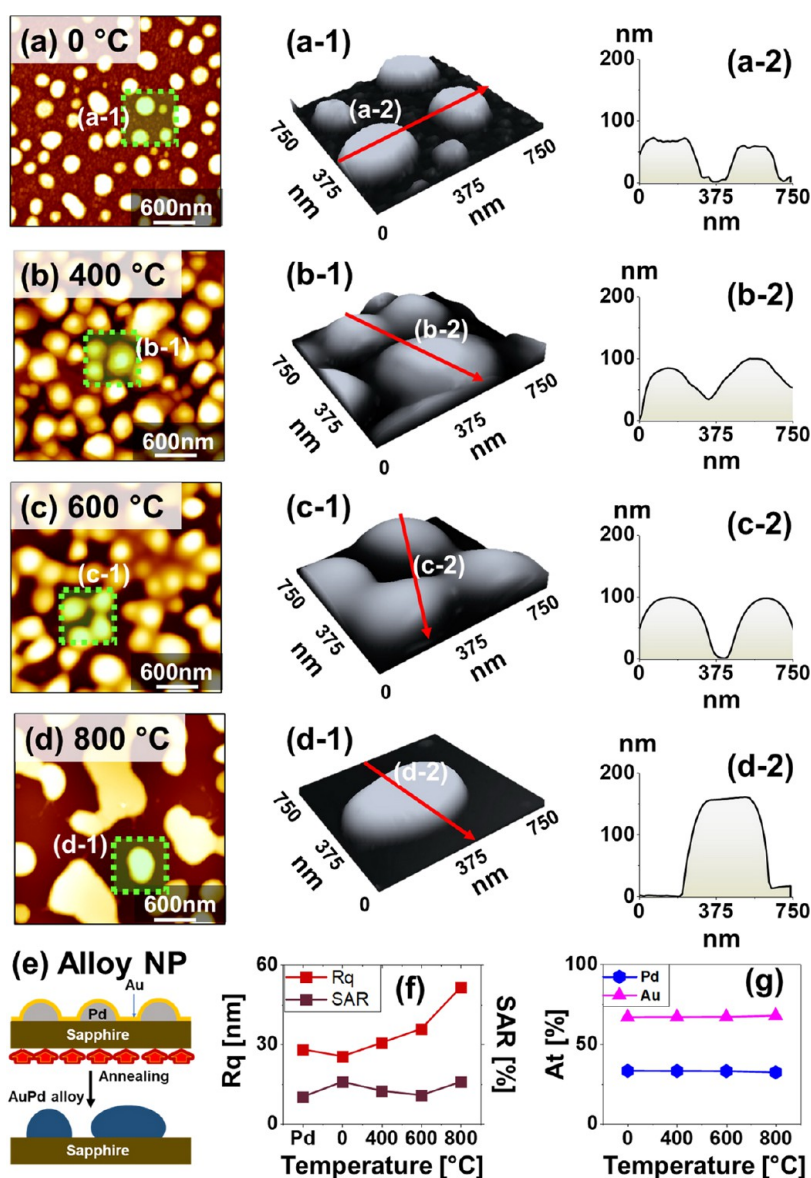 (a) 0 °C
(a-1)
600nm
(a-1)
(a-2)
750
375
nm
0
375
nm
750
nm
200
100
0
(a-2)
0
375
750
nm
(b) 400 °C
(b-1)
600nm
(b-1)
(b-2)
750
375
nm
0
375
nm
750
nm
200
100
0
(b-2)
0
375
750
nm
(c) 600 °C
(c-1)
600nm
(c-1)
(c-2)
750
375
nm
0
375
nm
750
nm
200
100
0
(c-2)
0
375
750
nm
(d) 800 °C
(d-1)
600nm
(d-1)
(d-2)
750
375
nm
0
375
nm
750
nm
200
100
0
(d-2)
0
375
750
nm
(e) Alloy NP
Au
Pd
Sapphire
Annealing
AuPd alloy
Sapphire
(f)
Rq
SAR
60
30
0
Rq [nm]
SAR [%]
Pd 0 400 600 800
Temperature [°C]
(g)
Pd
Au
100
50
0
At [%]
0 400 600 800
Temperature [°C]